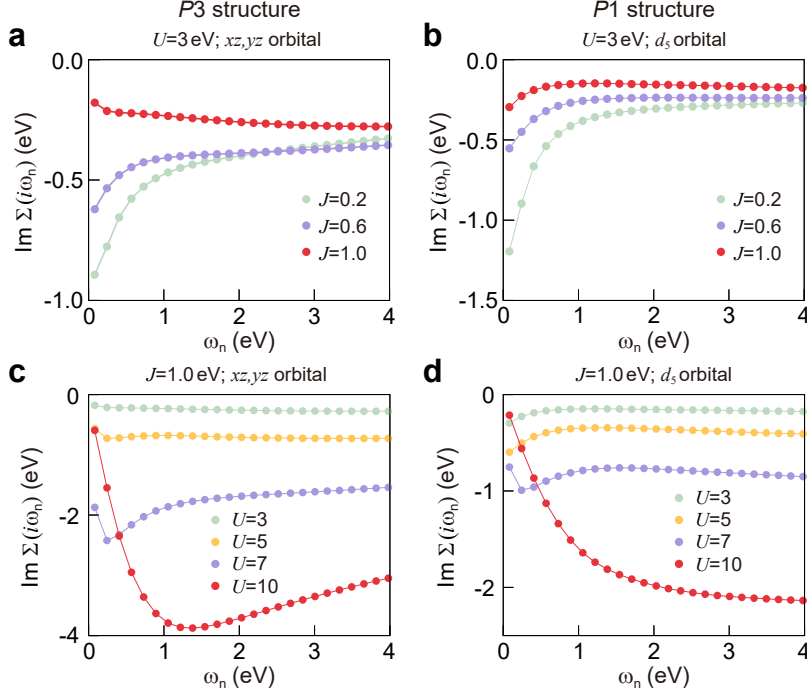 P3 structure
P1 structure
a
U=3 eV; xz,yz orbital
0.0
-0.5
-1.0
Im Σ(iωn) (eV)
J=0.2
J=0.6
J=1.0
0 1 2 3 4
ωn (eV)
b
U=3 eV; d5 orbital
0.0
-0.5
-1.0
-1.5
Im Σ(iωn) (eV)
J=0.2
J=0.6
J=1.0
0 1 2 3 4
ωn (eV)
c
J=1.0 eV; xz,yz orbital
0
-2
-4
Im Σ(iωn) (eV)
U=3
U=5
U=7
U=10
0 1 2 3 4
ωn (eV)
d
J=1.0 eV; d5 orbital
0
-1
-2
Im Σ(iωn) (eV)
U=3
U=5
U=7
U=10
0 1 2 3 4
ωn (eV)